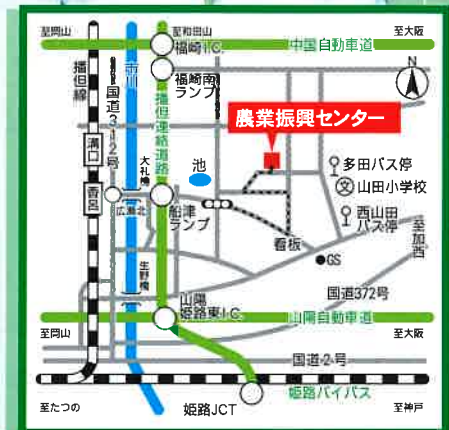 至岡山
至和田山
至大阪
福崎I.C.
中国自動車道
播但線
国道312号
市川
福崎南
ランプ
播但連絡道路
N
農業振興センター
溝口
香呂
大礼橋
池
多田バス停
文
山田小学校
広瀬北
船津
ランプ
西山田
バス停
看板
至加西
生野橋
GS
国道372号
山陽
姫路東I.C.
山陽自動車道
至岡山
至大阪
国道2号
姫路バイパス
至たつの
姫路JCT
至神戸